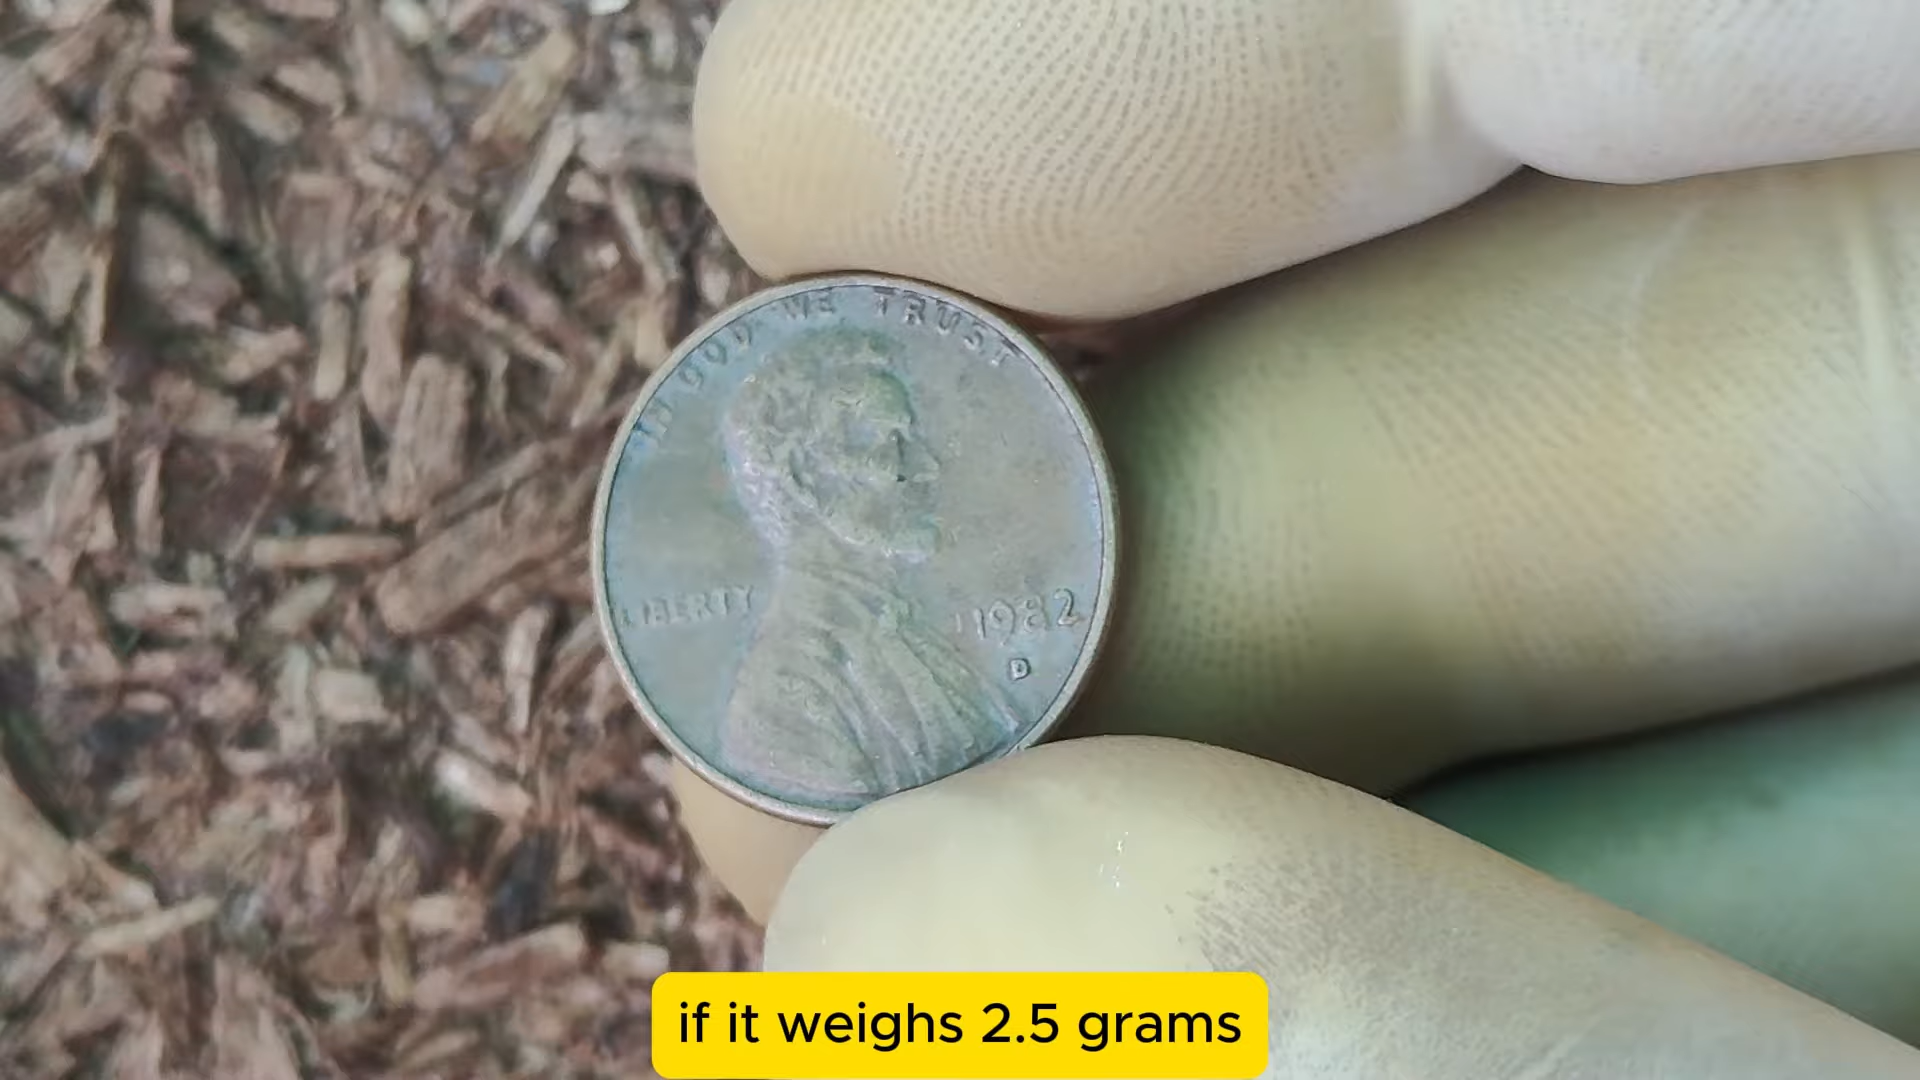 IN GOD WE TRUST
LIBERTY
1982
D
if it weighs 2.5 grams